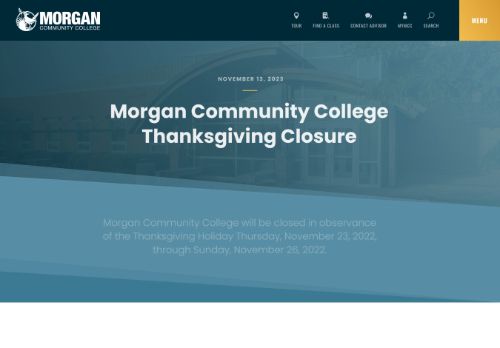 MORGAN
COMMUNITY COLLEGE
TOUR
FIND A CLASS
CONTACT ADVISOR
MYMCC
SEARCH
MENU
NOVEMBER 13, 2023
Morgan Community College
Thanksgiving Closure
Morgan Community College will be closed in observance
of the Thanksgiving Holiday Thursday, November 23, 2022,
through Sunday, November 26, 2022.